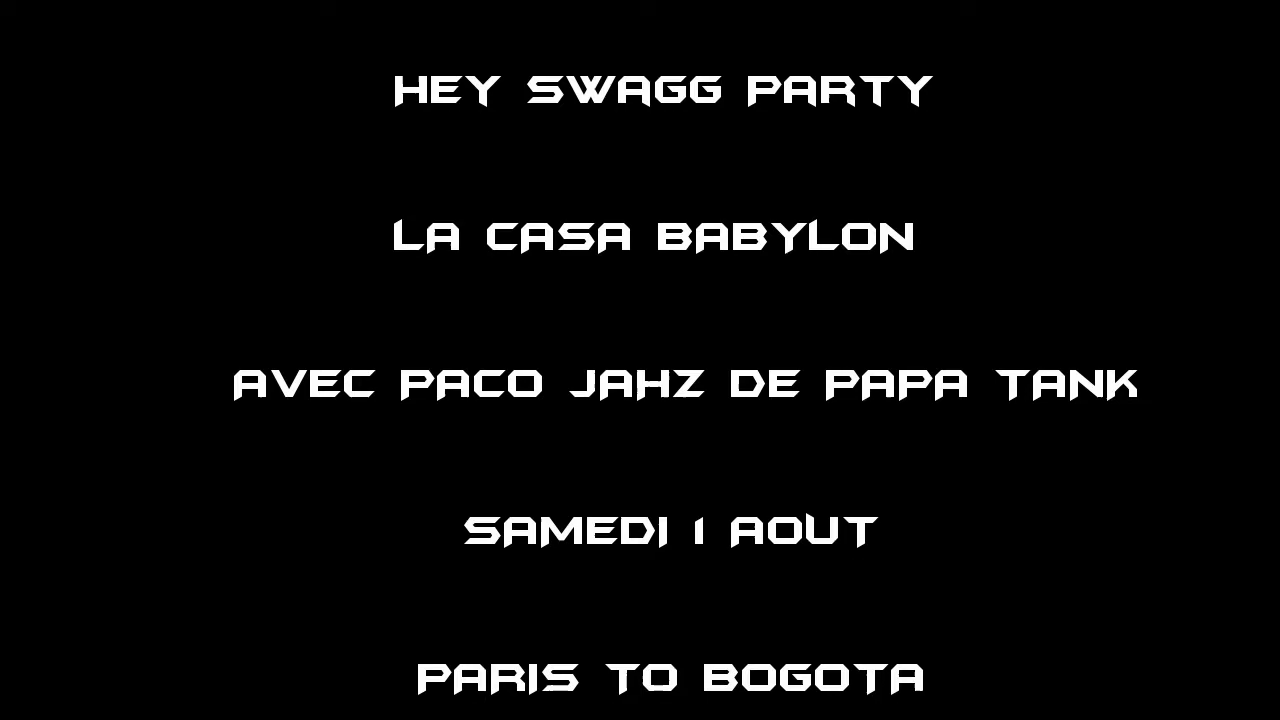 HEY SWAGG PARTY
LA CASA BABYLON
AVEC PACO JAHZ DE PAPA TANK
SAMEDI 1 AOUT
PARIS TO BOGOTA